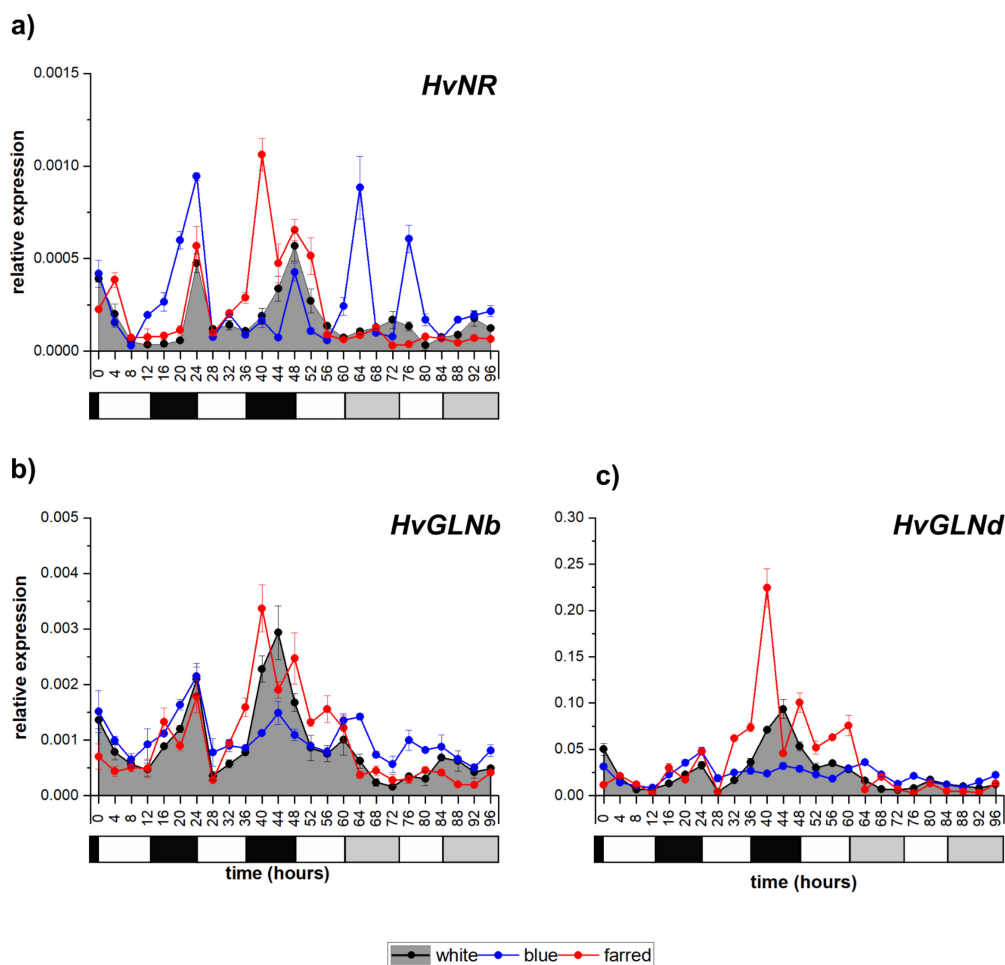 a)
HvNR
relative expression
0.0015
0.0010
0.0005
0.0000
0 4 8 12 16 20 24 28 32 36 40 44 48 52 56 60 64 68 72 76 80 84 88 92 96
b)
HvGLNb
relative expression
0.005
0.004
0.003
0.002
0.001
0.000
0 4 8 12 16 20 24 28 32 36 40 44 48 52 56 60 64 68 72 76 80 84 88 92 96
time (hours)
c)
HvGLNd
0.30
0.25
0.20
0.15
0.10
0.05
0.00
0 4 8 12 16 20 24 28 32 36 40 44 48 52 56 60 64 68 72 76 80 84 88 92 96
time (hours)
white blue farred